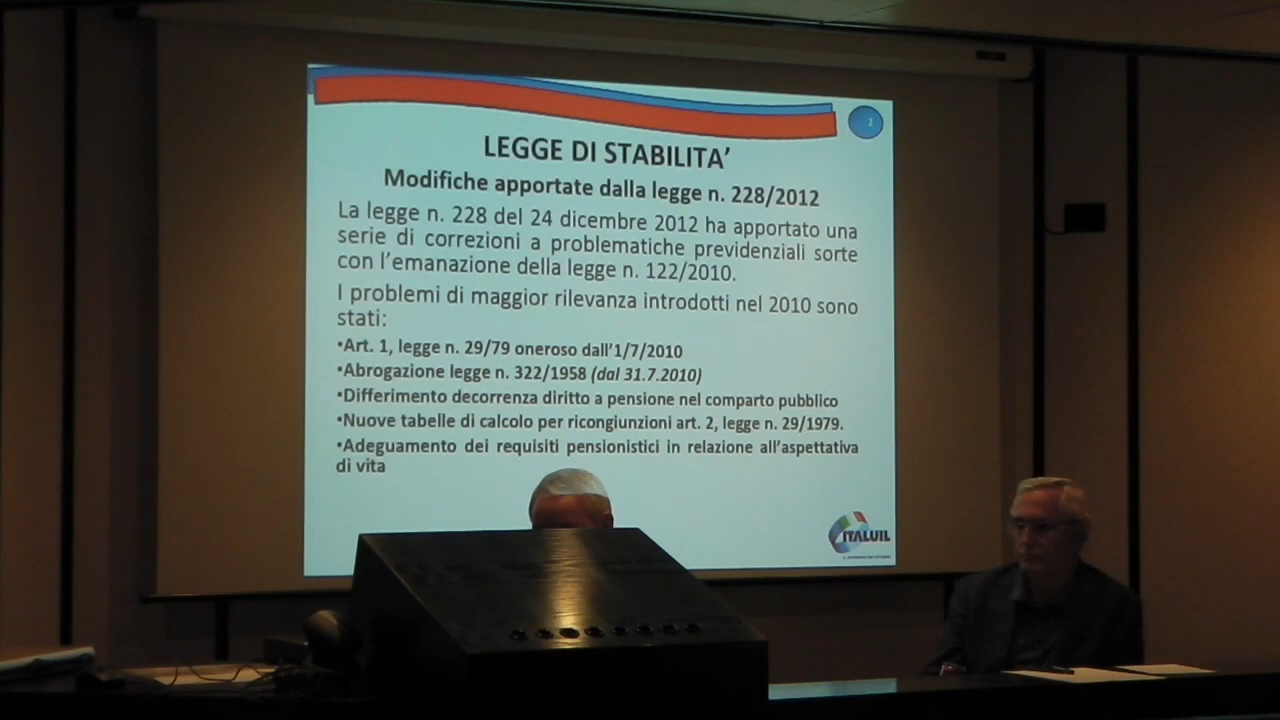 2
LEGGE DI STABILITA’
Modifiche apportate dalla legge n. 228/2012
La legge n. 228 del 24 dicembre 2012 ha apportato una
serie di correzioni a problematiche previdenziali sorte
con l’emanazione della legge n. 122/2010.
I problemi di maggior rilevanza introdotti nel 2010 sono
stati:
•Art. 1, legge n. 29/79 oneroso dall’1/7/2010
•Abrogazione legge n. 322/1958 (dal 31.7.2010)
•Differimento decorrenza diritto a pensione nel comparto pubblico
•Nuove tabelle di calcolo per ricongiunzioni art. 2, legge n. 29/1979.
•Adeguamento dei requisiti pensionistici in relazione all’aspettativa
di vita
ITALUIL